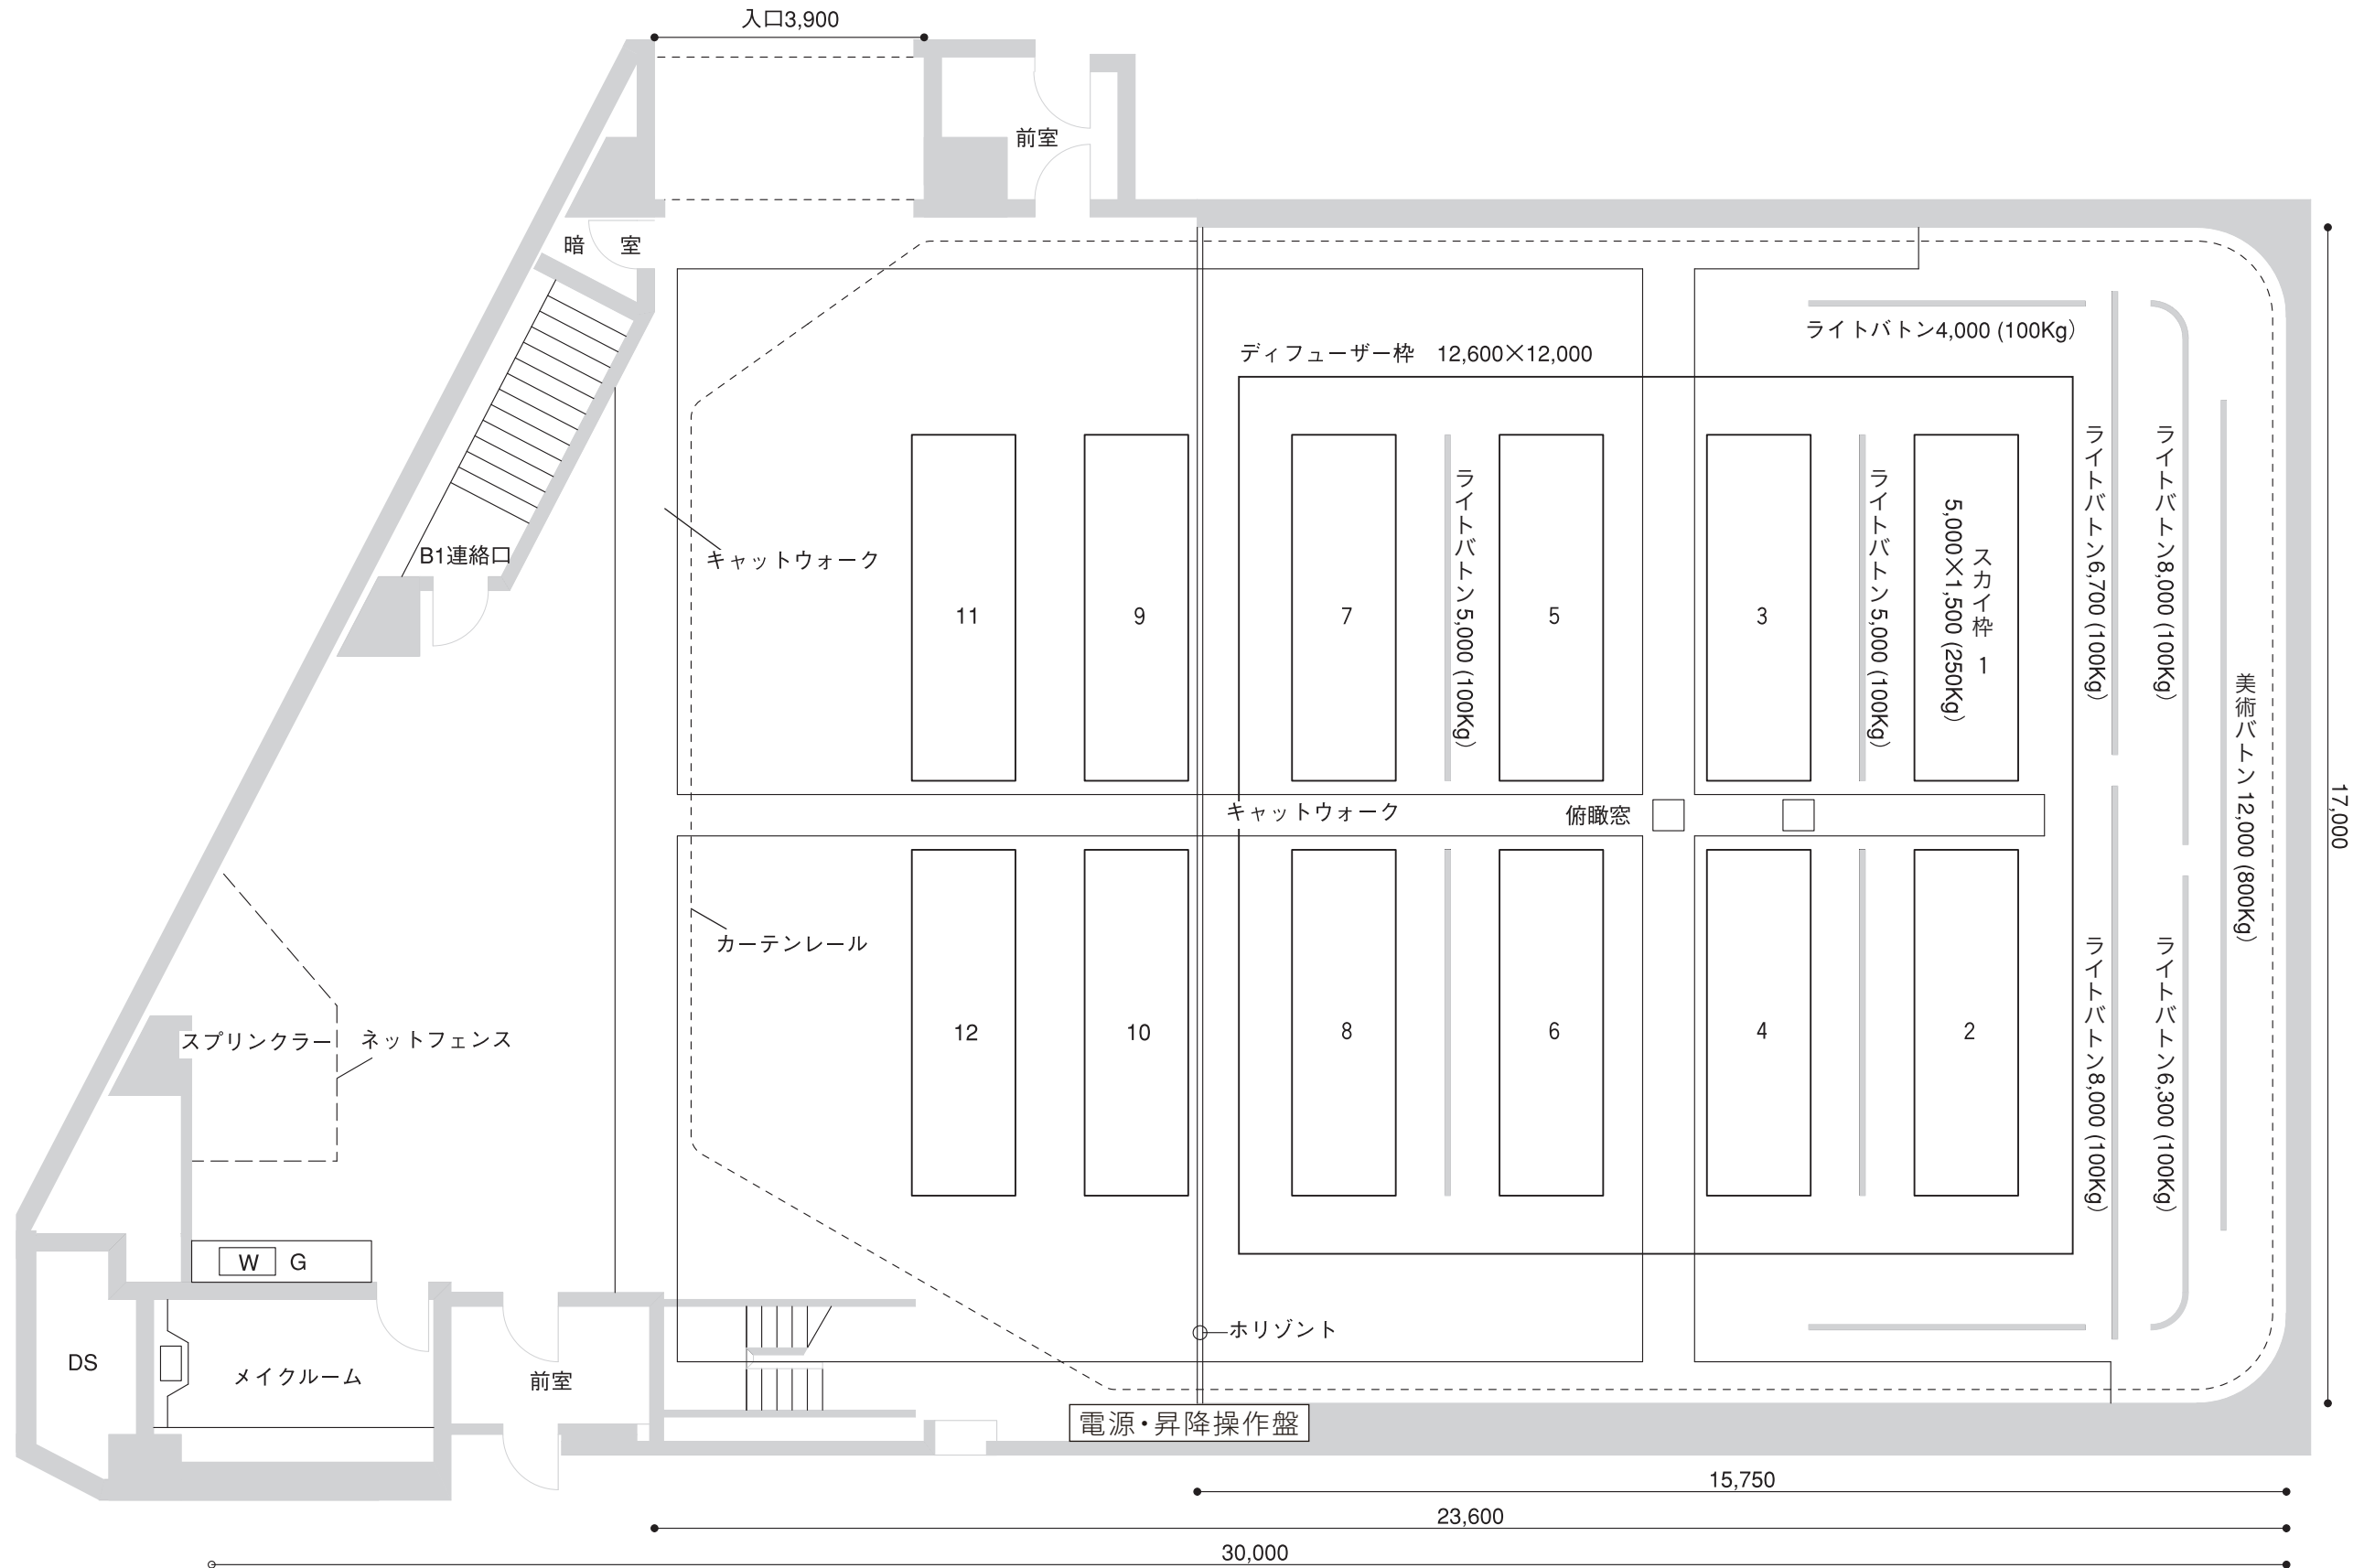 入口3,900
前室
暗 室
ライトバトン4,000 (100Kg)
ディフューザー枠 12,600×12,000
B1連絡口
キャットウォーク
11
9
7
ライトバトン 5,000 (100Kg)
5
3
ライトバトン 5,000 (100Kg)
スカイ枠 1
5,000×1,500 (250Kg)
ライトバトン6,700 (100Kg)
ライトバトン8,000 (100Kg)
美術バトン 12,000 (800Kg)
17,000
キャットウォーク
俯瞰窓
カーテンレール
スプリンクラー
ネットフェンス
12
10
8
6
4
2
ライトバトン8,000 (100Kg)
ライトバトン6,300 (100Kg)
W G
DS
メイクルーム
前室
ホリゾント
電源・昇降操作盤
15,750
23,600
30,000